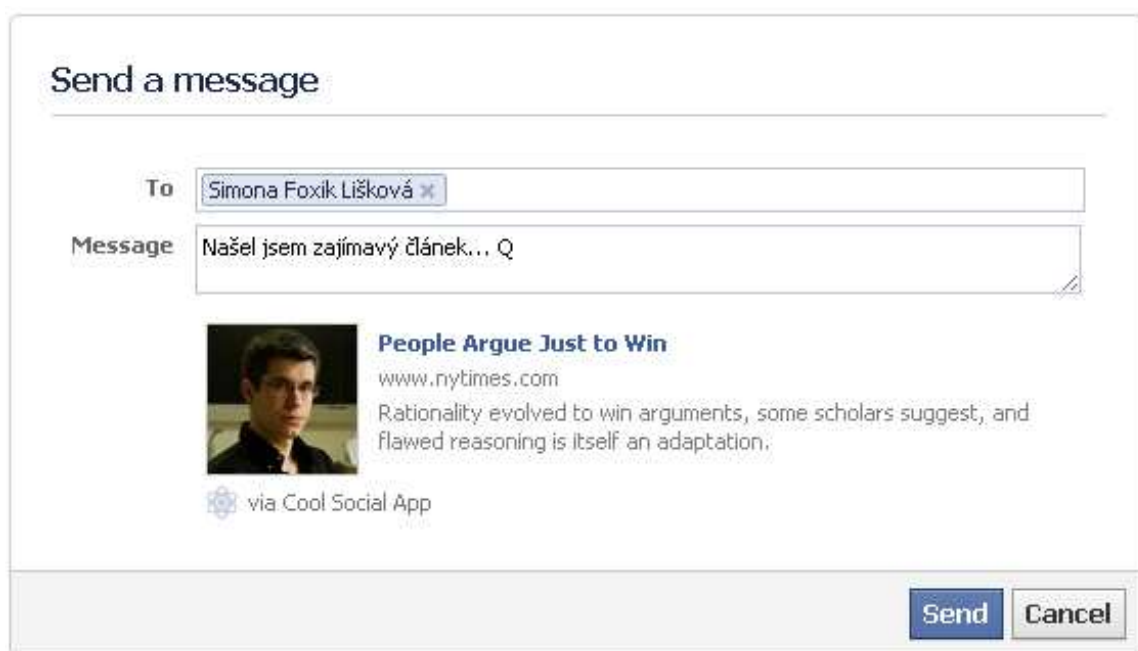 Send a message
To Simona Foxik Lišková ×
Message Našel jsem zajímavý článek... Q
People Argue Just to Win
www.nytimes.com
Rationality evolved to win arguments, some scholars suggest, and
flawed reasoning is itself an adaptation.
via Cool Social App
Send Cancel